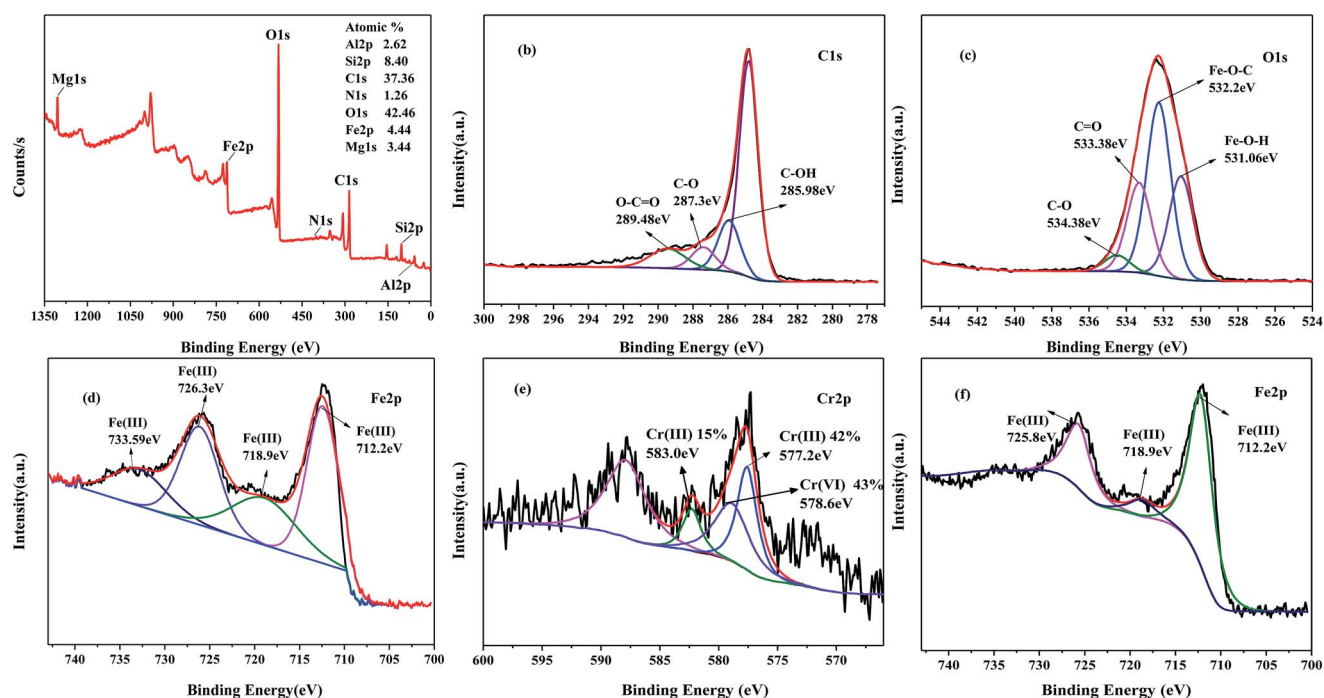 Atomic %
Al2p 2.62
Si2p 8.40
C1s 37.36
N1s 1.26
O1s 42.46
Fe2p 4.44
Mg1s 3.44
O1s
Mg1s
Fe2p
C1s
N1s
Si2p
Al2p
Counts/s
1350 1200 1050 900 750 600 450 300 150 0
Binding Energy (eV)
(b)
C1s
O-C=O
289.48eV
C-O
287.3eV
C-OH
285.98eV
Intensity(a.u.)
300 298 296 294 292 290 288 286 284 282 280 278
Binding Energy (eV)
(c)
O1s
Fe-O-C
532.2eV
C=O
533.38eV
Fe-O-H
531.06eV
C-O
534.38eV
Intensity(a.u.)
544 542 540 538 536 534 532 530 528 526 524
Binding Energy (eV)
(d)
Fe2p
Fe(III)
733.59eV
Fe(III)
726.3eV
Fe(III)
718.9eV
Fe(III)
712.2eV
Intensity(a.u.)
740 735 730 725 720 715 710 705 700
Binding Energy(eV)
(e)
Cr2p
Cr(III) 15%
583.0eV
Cr(III) 42%
577.2eV
Cr(VI) 43%
578.6eV
Intensity(a.u.)
600 595 590 585 580 575 570
Binding Energy(eV)
(f)
Fe2p
Fe(III)
725.8eV
Fe(III)
718.9eV
Fe(III)
712.2eV
Intensity(a.u.)
740 730 720 710 700
Binding Energy(eV)